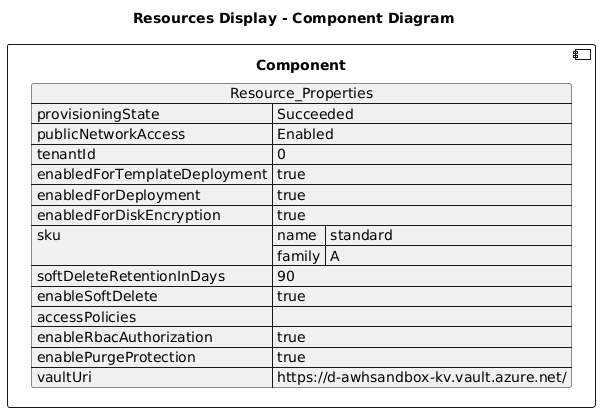 Resources Display - Component Diagram
Component
Resource_Properties
provisioningState Succeeded
publicNetworkAccess Enabled
tenantId 0
enabledForTemplateDeployment true
enabledForDeployment true
enabledForDiskEncryption true
sku name standard
family A
softDeleteRetentionInDays 90
enableSoftDelete true
accessPolicies
enableRbacAuthorization true
enablePurgeProtection true
vaultUri https://d-awhsandbox-kv.vault.azure.net/